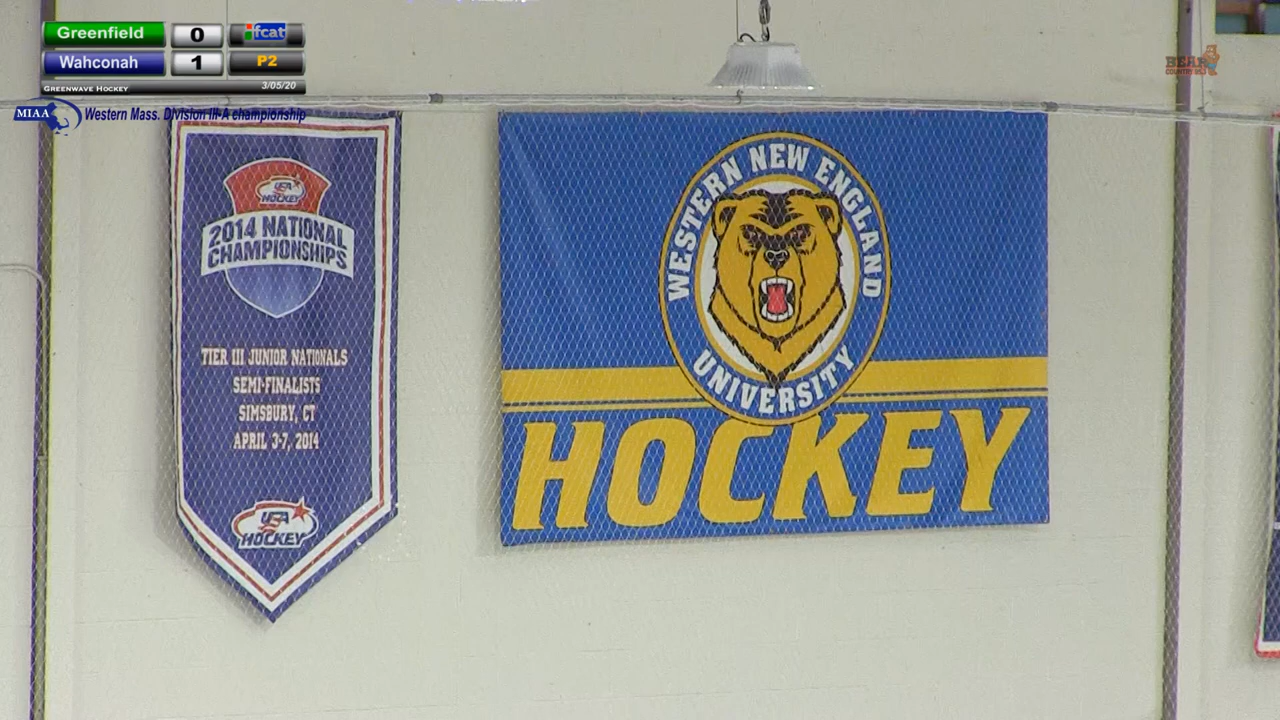 Greenfield 0 fcat
Wahconah 1 P2
GREENWAVE HOCKEY 3/05/20
MIAA Western Mass. Division III-A championship
BEAR
COUNTRY
USA
HOCKEY
2014 NATIONAL
CHAMPIONSHIPS
TIER III JUNIOR NATIONALS
SEMI-FINALISTS
SIMSBURY, CT
APRIL 3-7, 2014
USA
HOCKEY
WESTERN NEW ENGLAND
UNIVERSITY
HOCKEY